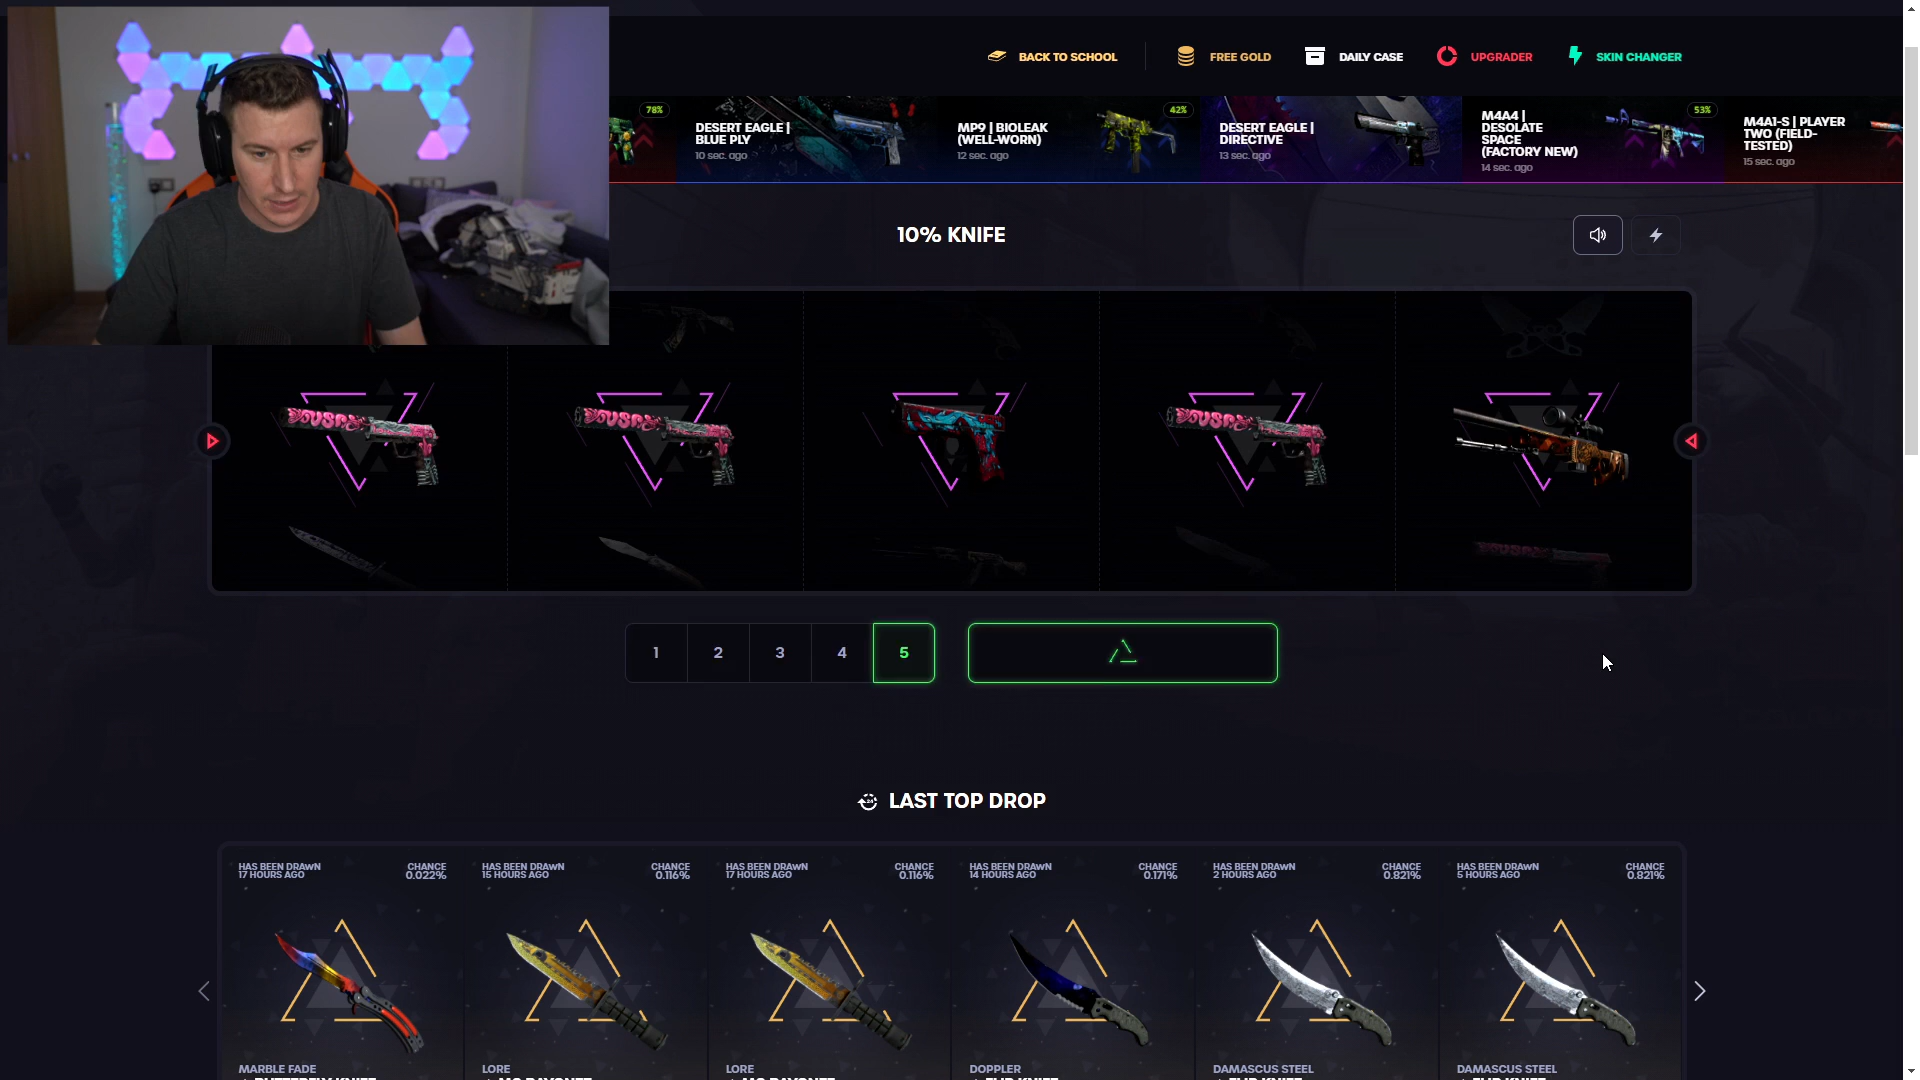 BACK TO SCHOOL
FREE GOLD
DAILY CASE
UPGRADER
SKIN CHANGER
78%
DESERT EAGLE |
BLUE PLY
10 sec. ago
MP9 | BIOLEAK
(WELL-WORN)
12 sec. ago
42%
DESERT EAGLE |
DIRECTIVE
13 sec. ago
M4A4 |
DESOLATE
SPACE
(FACTORY NEW)
14 sec. ago
53%
M4A1-S | PLAYER
TWO (FIELD-
TESTED)
15 sec. ago
10% KNIFE
1
2
3
4
5
LAST TOP DROP
HAS BEEN DRAWN
17 HOURS AGO
CHANCE
0.022%
HAS BEEN DRAWN
15 HOURS AGO
CHANCE
0.116%
HAS BEEN DRAWN
17 HOURS AGO
CHANCE
0.116%
HAS BEEN DRAWN
14 HOURS AGO
CHANCE
0.171%
HAS BEEN DRAWN
2 HOURS AGO
CHANCE
0.821%
HAS BEEN DRAWN
5 HOURS AGO
CHANCE
0.821%
MARBLE FADE
LORE
LORE
DOPPLER
DAMASCUS STEEL
DAMASCUS STEEL